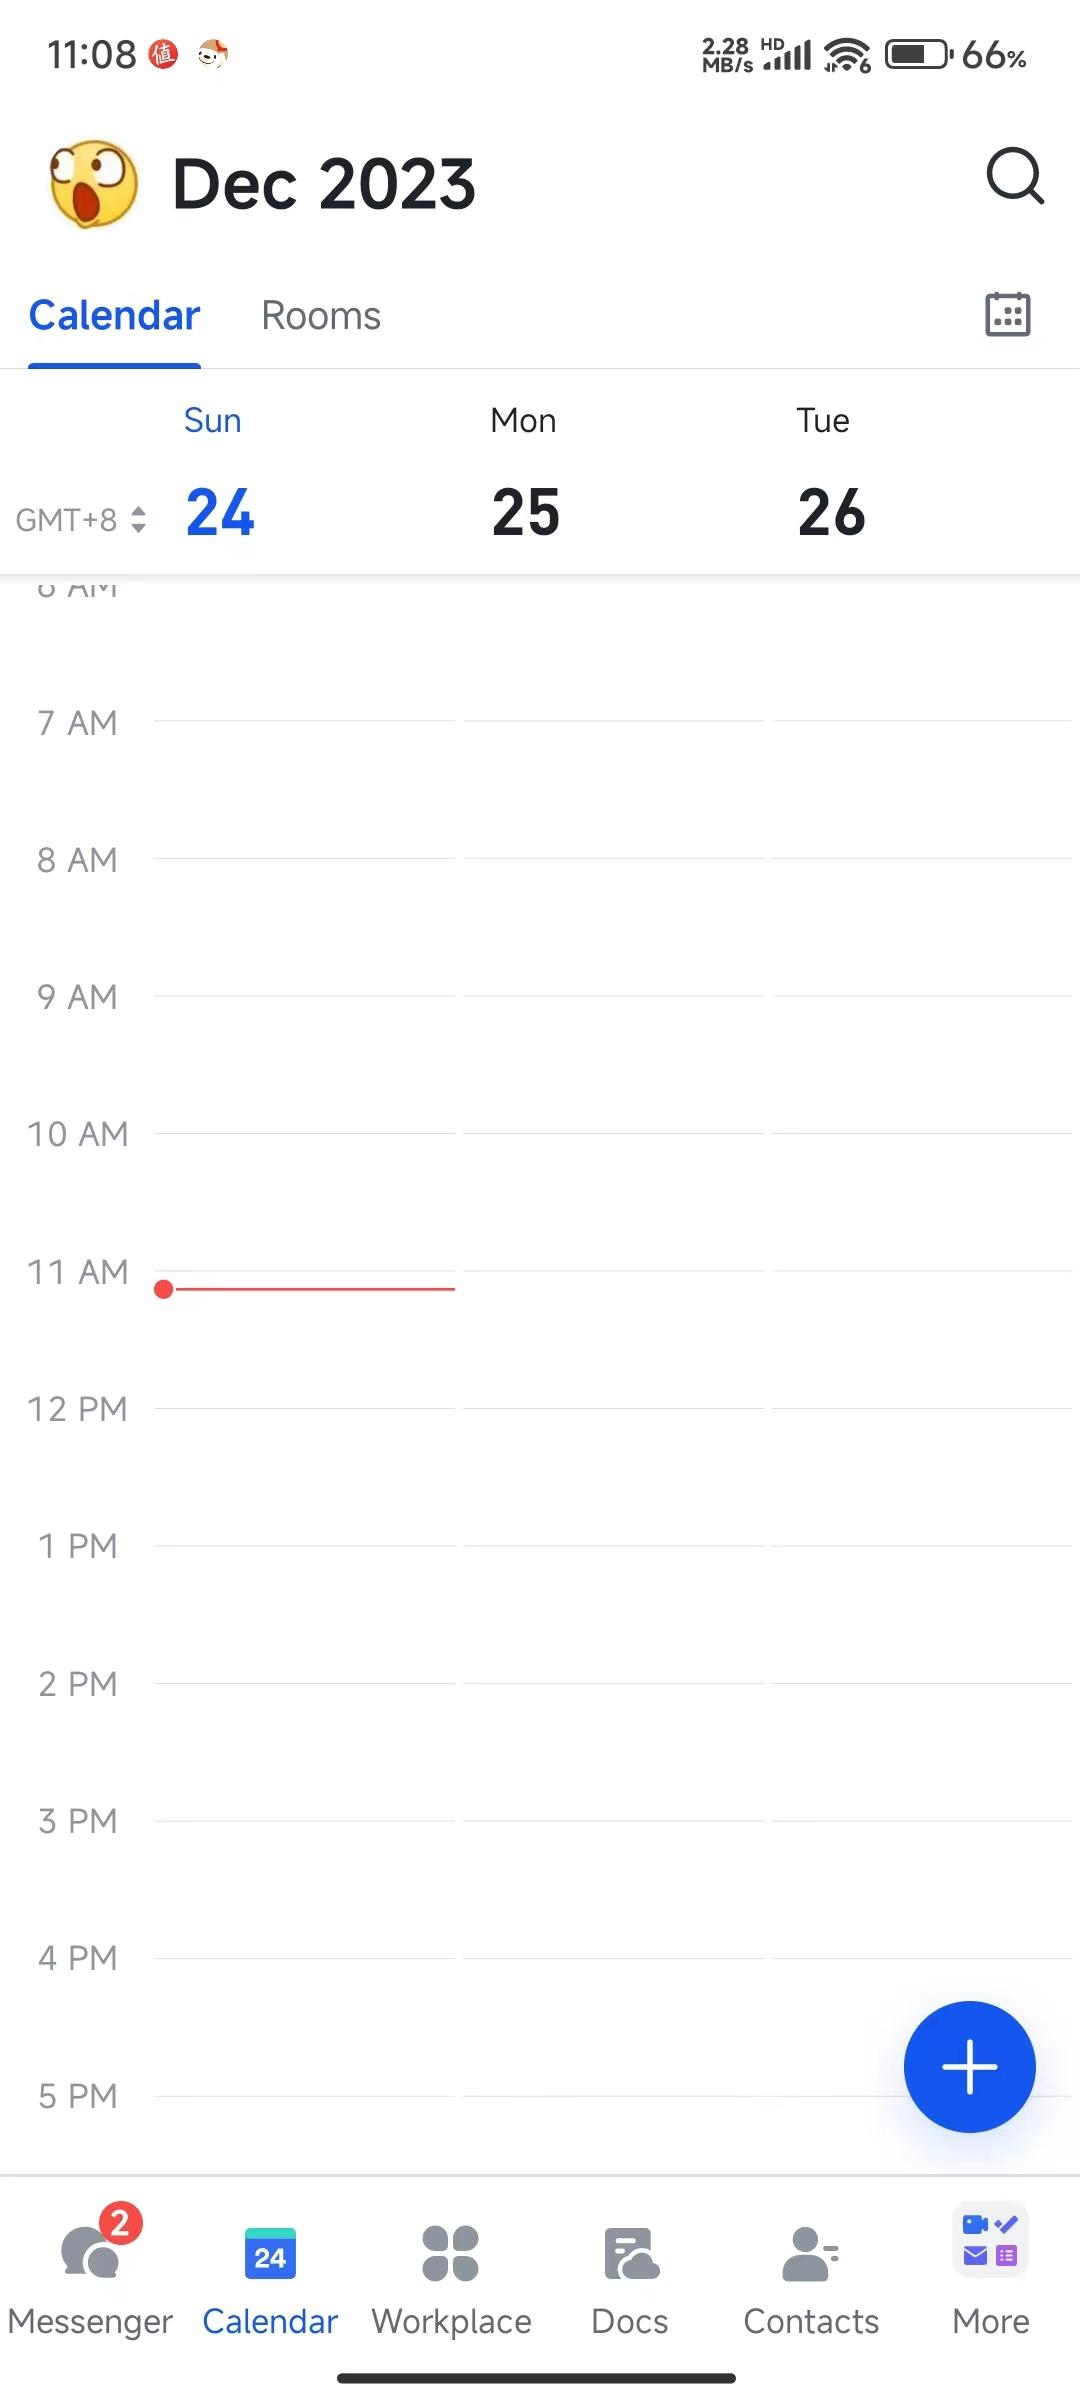 11:08 值 2.28 MB/s HD 6 66%
Dec 2023
Calendar Rooms
Sun Mon Tue
GMT+8 24 25 26
6 AM
7 AM
8 AM
9 AM
10 AM
11 AM
12 PM
1 PM
2 PM
3 PM
4 PM
5 PM
2
24
Messenger Calendar Workplace Docs Contacts More